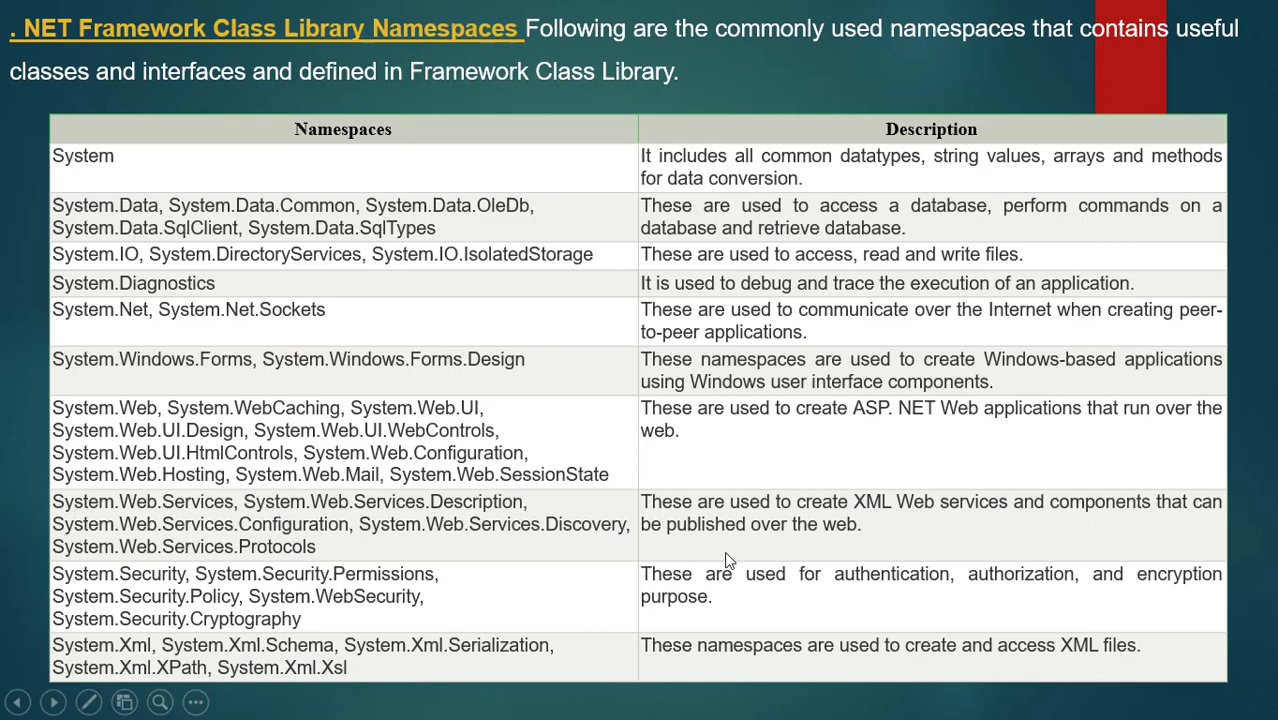 . NET Framework Class Library Namespaces Following are the commonly used namespaces that contains useful
classes and interfaces and defined in Framework Class Library.
Namespaces
Description
System
It includes all common datatypes, string values, arrays and methods
for data conversion.
System.Data, System.Data.Common, System.Data.OleDb,
System.Data.SqlClient, System.Data.SqlTypes
These are used to access a database, perform commands on a
database and retrieve database.
System.IO, System.DirectoryServices, System.IO.IsolatedStorage
These are used to access, read and write files.
System.Diagnostics
It is used to debug and trace the execution of an application.
System.Net, System.Net.Sockets
These are used to communicate over the Internet when creating peer-
to-peer applications.
System.Windows.Forms, System.Windows.Forms.Design
These namespaces are used to create Windows-based applications
using Windows user interface components.
System.Web, System.WebCaching, System.Web.UI,
System.Web.UI.Design, System.Web.UI.WebControls,
System.Web.UI.HtmlControls, System.Web.Configuration,
System.Web.Hosting, System.Web.Mail, System.Web.SessionState
These are used to create ASP. NET Web applications that run over the
web.
System.Web.Services, System.Web.Services.Description,
System.Web.Services.Configuration, System.Web.Services.Discovery,
System.Web.Services.Protocols
These are used to create XML Web services and components that can
be published over the web.
System.Security, System.Security.Permissions,
System.Security.Policy, System.WebSecurity,
System.Security.Cryptography
These are used for authentication, authorization, and encryption
purpose.
System.Xml, System.Xml.Schema, System.Xml.Serialization,
System.Xml.XPath, System.Xml.Xsl
These namespaces are used to create and access XML files.